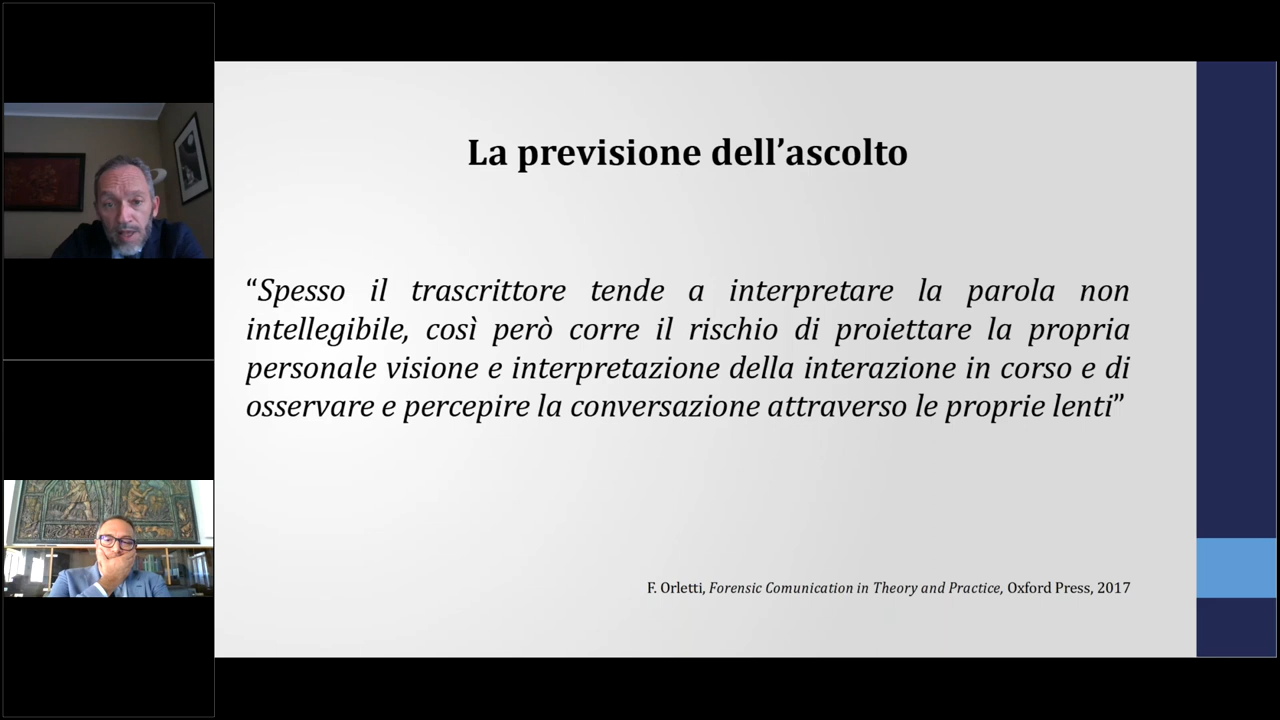 La previsione dell’ascolto
“Spesso il trascrittore tende a interpretare la parola non
intellegibile, così però corre il rischio di proiettare la propria
personale visione e interpretazione della interazione in corso e di
osservare e percepire la conversazione attraverso le proprie lenti”
F. Orletti, Forensic Comunication in Theory and Practice, Oxford Press, 2017